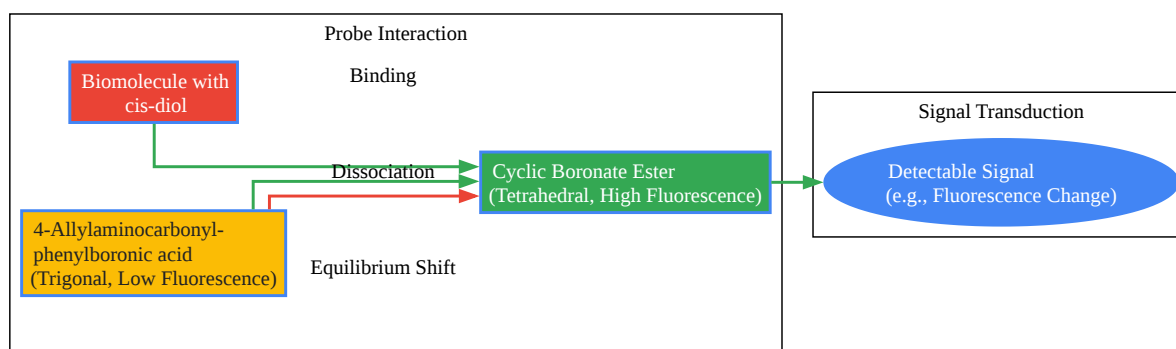 Probe Interaction
Binding
Biomolecule with
cis-diol
Dissociation
Cyclic Boronate Ester
(Tetrahedral, High Fluorescence)
4-Allylaminocarbonyl-
phenylboronic acid
(Trigonal, Low Fluorescence)
Equilibrium Shift
Signal Transduction
Detectable Signal
(e.g., Fluorescence Change)